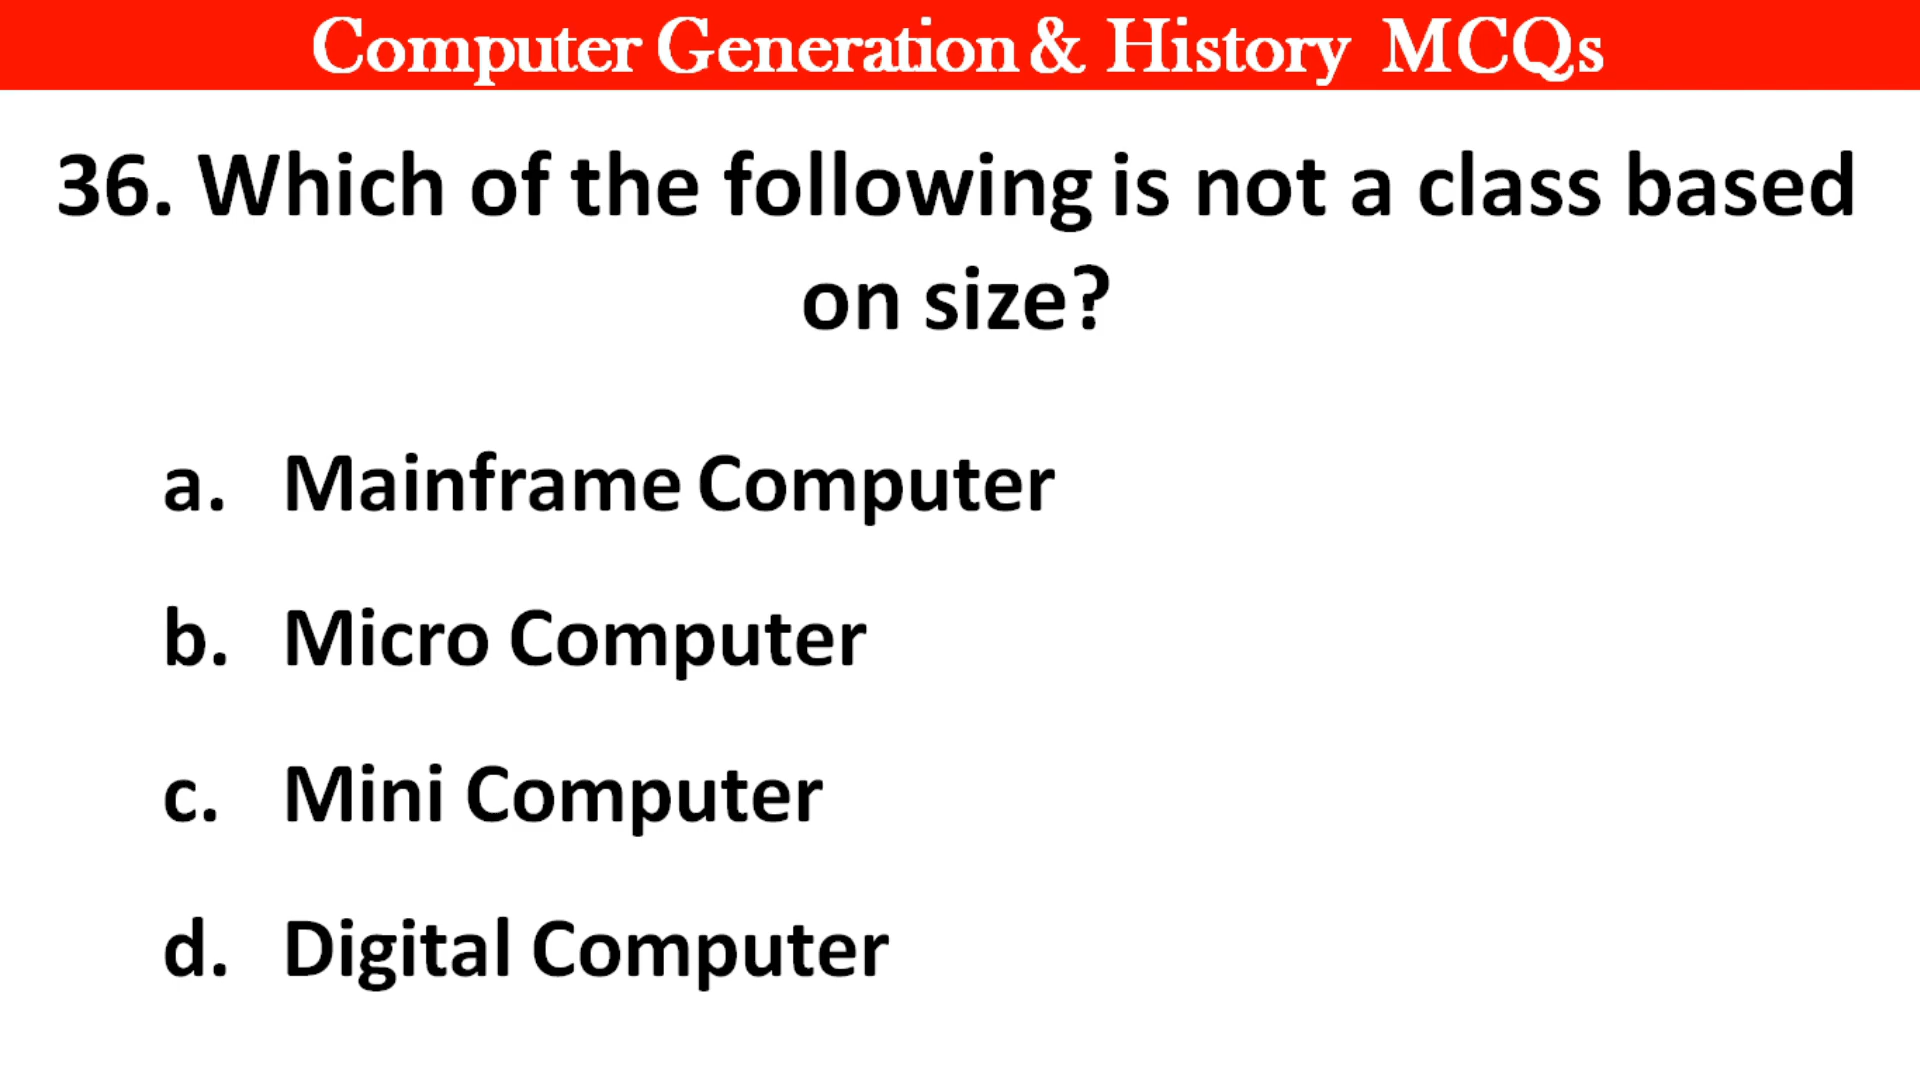 Computer Generation & History MCQs
36. Which of the following is not a class based
on size?
a. Mainframe Computer
b. Micro Computer
c. Mini Computer
d. Digital Computer